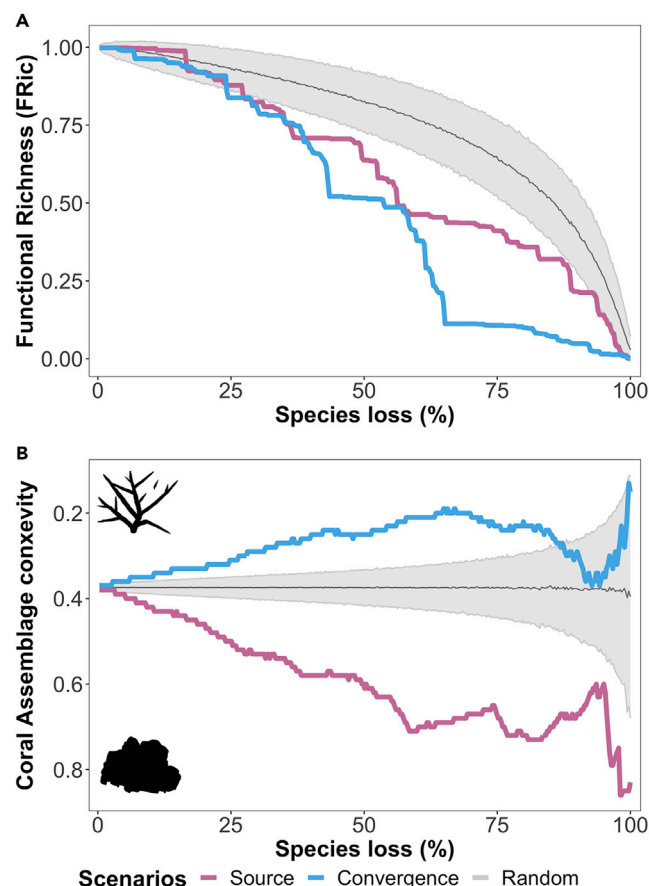 A
Functional Richness (FRic)
1.00
0.75
0.50
0.25
0.00
0
25
50
75
100
Species loss (%)
B
Coral Assemblage conxevity
0.2
0.4
0.6
0.8
0
25
50
75
100
Species loss (%)
Scenarios Source Convergence Random